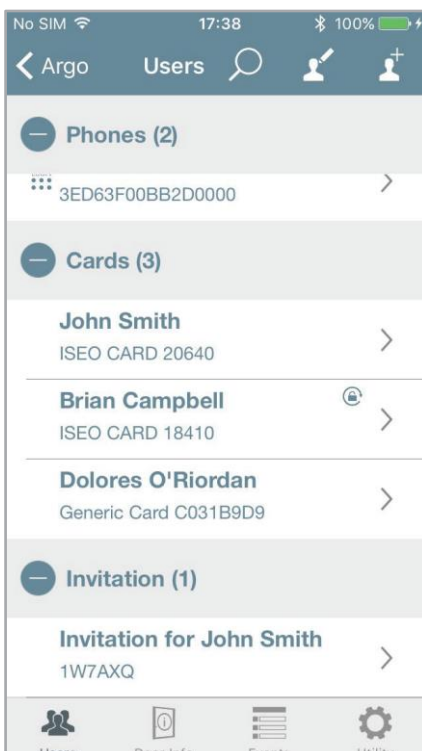 No SIM 17:38 100%
Argo Users
Phones (2)
3ED63F00BB2D0000
Cards (3)
John Smith
ISEO CARD 20640
Brian Campbell
ISEO CARD 18410
Dolores O'Riordan
Generic Card C031B9D9
Invitation (1)
Invitation for John Smith
1W7AXQ